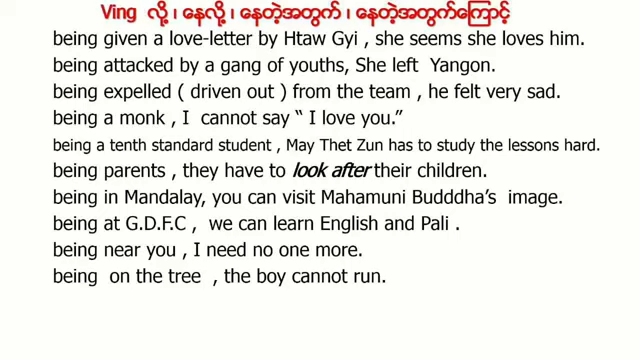 Ving လို့ ၊ နေလို့ ၊ နေတဲ့အတွက် ၊ နေတဲ့အတွက်ကြောင့်
being given a love-letter by Htaw Gyi , she seems she loves him.
being attacked by a gang of youths, She left Yangon.
being expelled ( driven out ) from the team , he felt very sad.
being a monk , I cannot say “ I love you.”
being a tenth standard student , May Thet Zun has to study the lessons hard.
being parents , they have to look after their children.
being in Mandalay, you can visit Mahamuni Budddha’s image.
being at G.D.F.C , we can learn English and Pali .
being near you , I need no one more.
being on the tree , the boy cannot run.